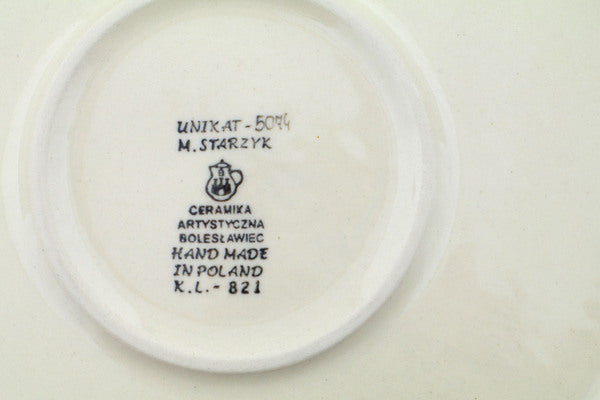 UNIKAT - 5074
M. STARZYK
CERAMIKA
ARTYSTYCZNA
BOLESŁAWIEC
HAND MADE
IN POLAND
K.L. - 821